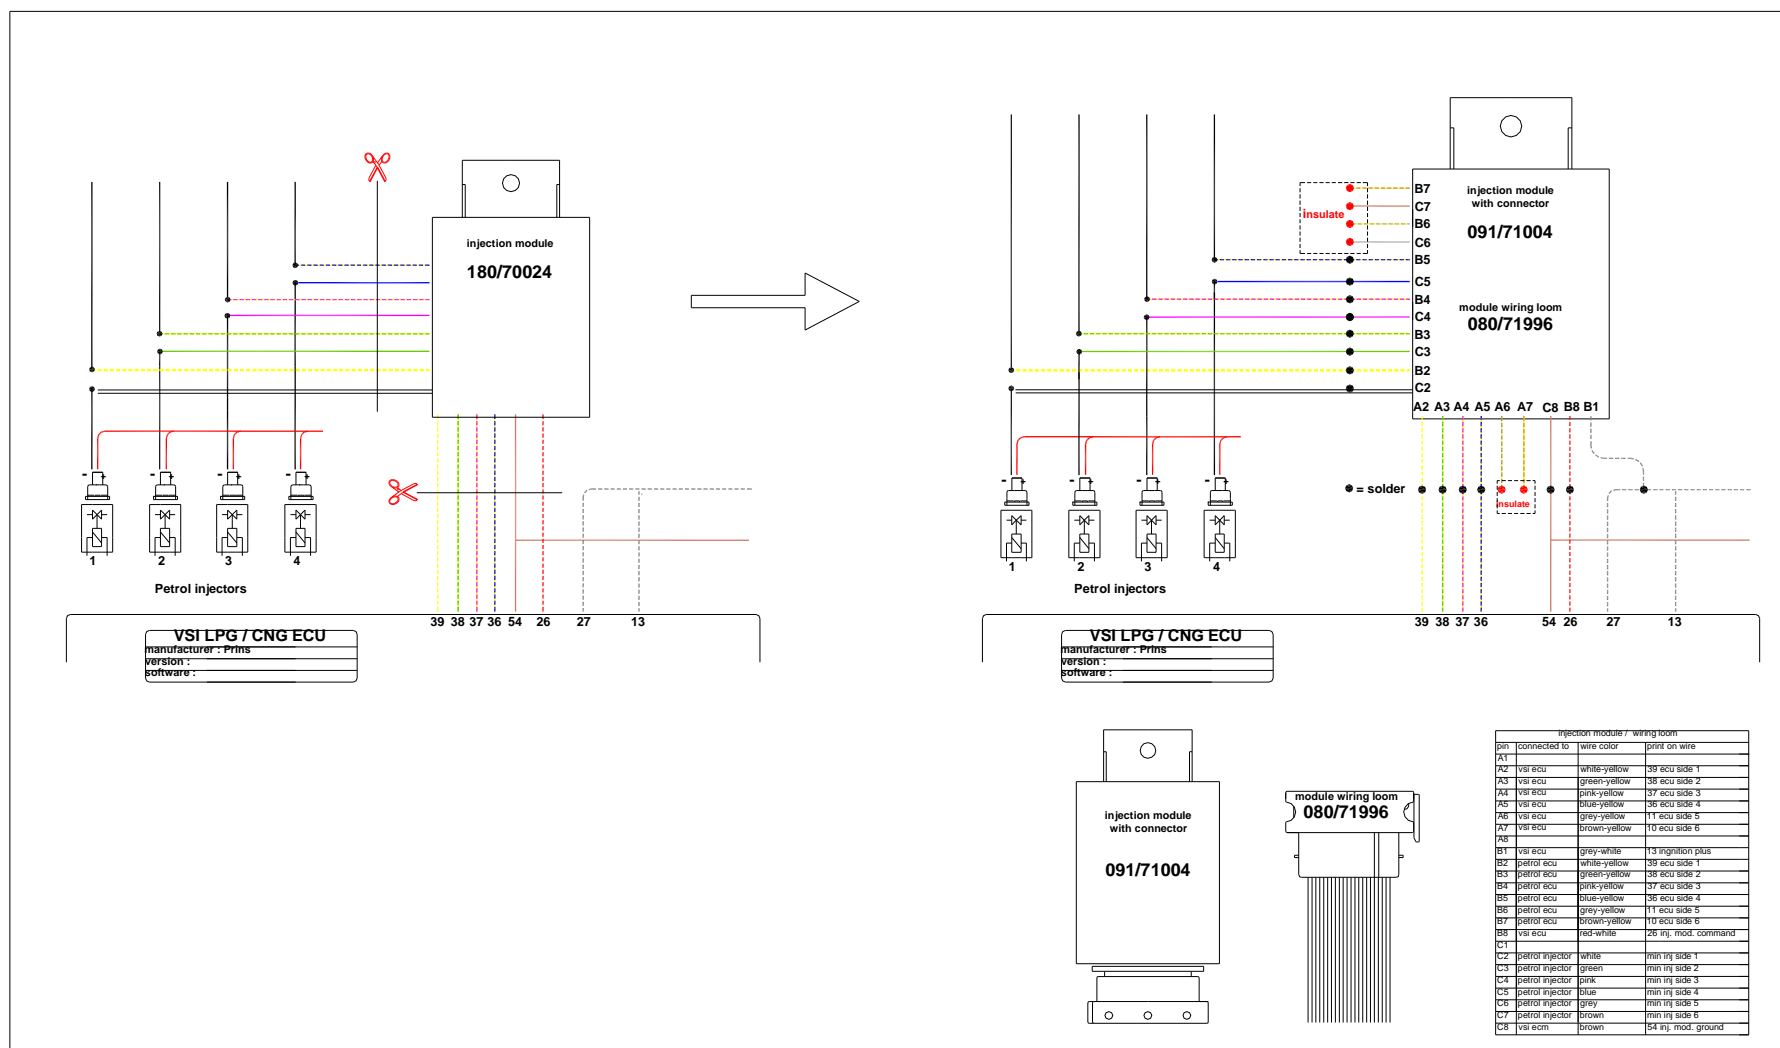 injection module
180/70024
- +
- +
- +
- +
1 2 3 4
Petrol injectors
39 38 37 36 54 26 27 13
VSI LPG / CNG ECU
manufacturer : Prins
version :
software :
B7
C7
B6
C6
B5
C5
B4
C4
B3
C3
B2
C2
insulate
injection module
with connector
091/71004
module wiring loom
080/71996
A2 A3 A4 A5 A6 A7 C8 B8 B1
= solder
insulate
- +
- +
- +
- +
1 2 3 4
Petrol injectors
39 38 37 36 54 26 27 13
VSI LPG / CNG ECU
manufacturer : Prins
version :
software :
injection module
with connector
091/71004
module wiring loom
080/71996
injection module / wiring loom
pin connected to wire color print on wire
A1
A2 vsi ecu white-yellow 39 ecu side 1
A3 vsi ecu green-yellow 38 ecu side 2
A4 vsi ecu pink-yellow 37 ecu side 3
A5 vsi ecu blue-yellow 36 ecu side 4
A6 vsi ecu grey-yellow 11 ecu side 5
A7 vsi ecu brown-yellow 10 ecu side 6
A8
B1 vsi ecu grey-white 13 ingnition plus
B2 petrol ecu white-yellow 39 ecu side 1
B3 petrol ecu green-yellow 38 ecu side 2
B4 petrol ecu pink-yellow 37 ecu side 3
B5 petrol ecu blue-yellow 36 ecu side 4
B6 petrol ecu grey-yellow 11 ecu side 5
B7 petrol ecu brown-yellow 10 ecu side 6
B8 vsi ecu red-white 26 inj. mod. command
C1
C2 petrol injector white min inj side 1
C3 petrol injector green min inj side 2
C4 petrol injector pink min inj side 3
C5 petrol injector blue min inj side 4
C6 petrol injector grey min inj side 5
C7 petrol injector brown min inj side 6
C8 vsi ecm brown 54 inj. mod. ground